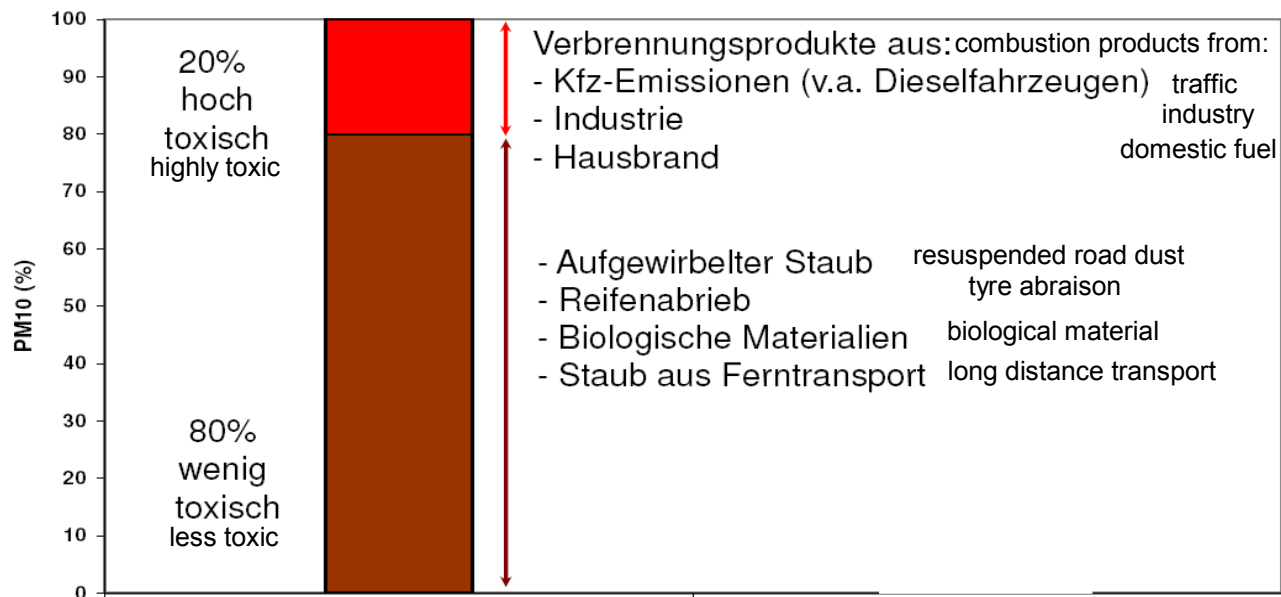 100
90
80
70
60
50
40
30
20
10
0
PM10 (%)
20%
hoch
toxisch
highly toxic
80%
wenig
toxisch
less toxic
Verbrennungsprodukte aus: combustion products from:
- Kfz-Emissionen (v.a. Dieselfahrzeugen) traffic
- Industrie industry
- Hausbrand domestic fuel
- Aufgewirbelter Staub resuspended road dust
- Reifenabrieb tyre abraison
- Biologische Materialien biological material
- Staub aus Ferntransport long distance transport